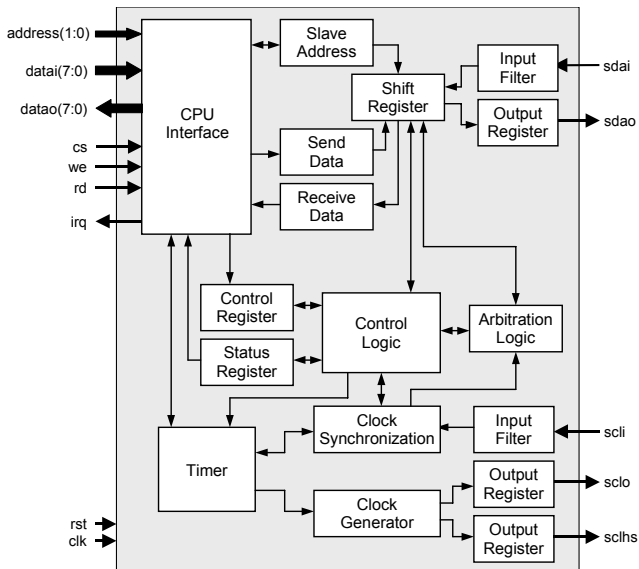 address(1:0)
datai(7:0)
datao(7:0)
cs
we
rd
irq
rst
clk
CPU
Interface
Slave
Address
Shift
Register
Input
Filter
sdai
Output
Register
sdao
Send
Data
Receive
Data
Control
Register
Status
Register
Control
Logic
Arbitration
Logic
Clock
Synchronization
Input
Filter
scli
Timer
Clock
Generator
Output
Register
sclo
Output
Register
sclhs